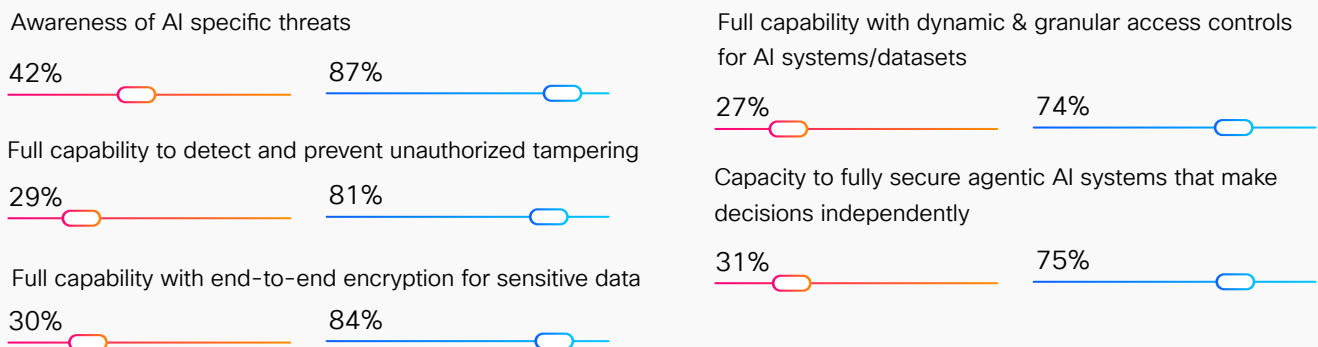 Awareness of AI specific threats
42% 87%
Full capability to detect and prevent unauthorized tampering
29% 81%
Full capability with end-to-end encryption for sensitive data
30% 84%
Full capability with dynamic & granular access controls
for AI systems/datasets
27% 74%
Capacity to fully secure agentic AI systems that make
decisions independently
31% 75%